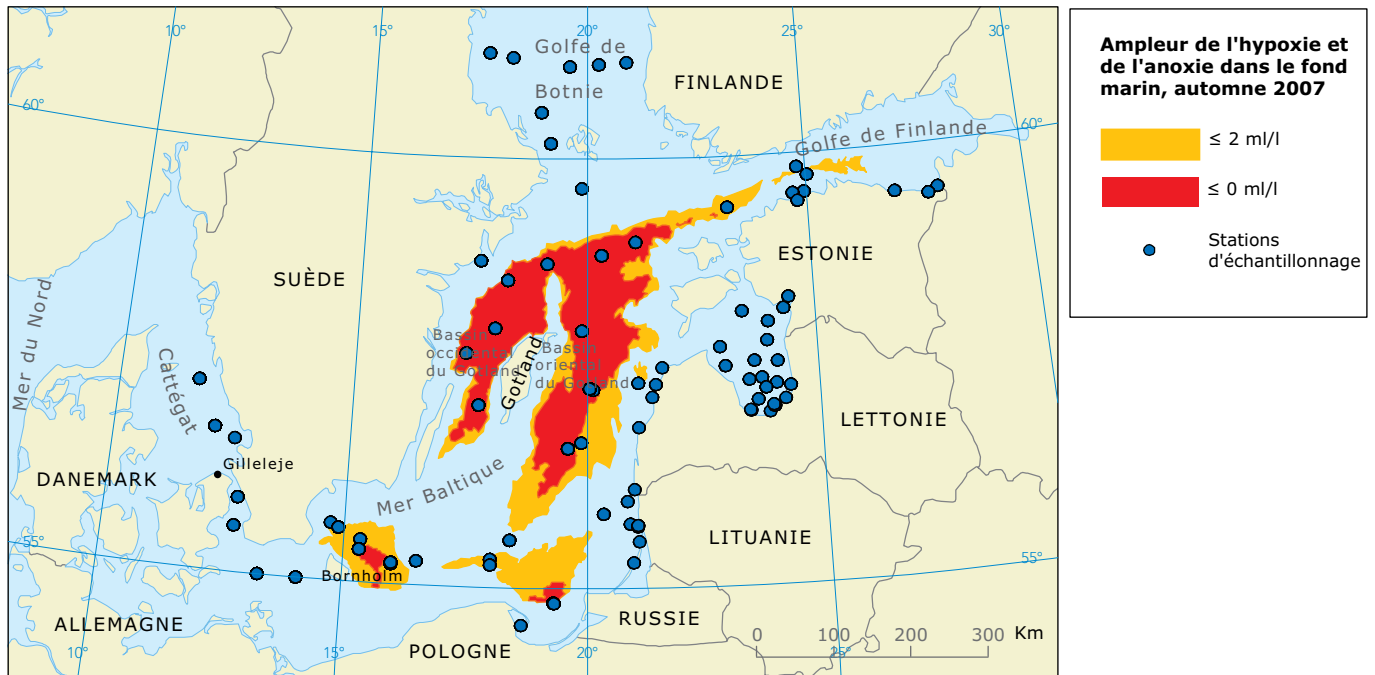 10°
15°
20°
25°
30°
Golfe de
Botnie
FINLANDE
60°
60°
Golfe de Finlande
SUÈDE
ESTONIE
Mer du Nord
Cattégat
Bassin
occidental
du Gotland
Gotland
Bassin
oriental
du Gotland
LETTONIE
Gilleleje
DANEMARK
Mer Baltique
LITUANIE
55°
55°
Bornholm
ALLEMAGNE
POLOGNE
RUSSIE
0
100
200
300
Km
10°
15°
20°
15°
Ampleur de l'hypoxie et
de l'anoxie dans le fond
marin, automne 2007
≤ 2 ml/l
≤ 0 ml/l
Stations
d'échantillonnage